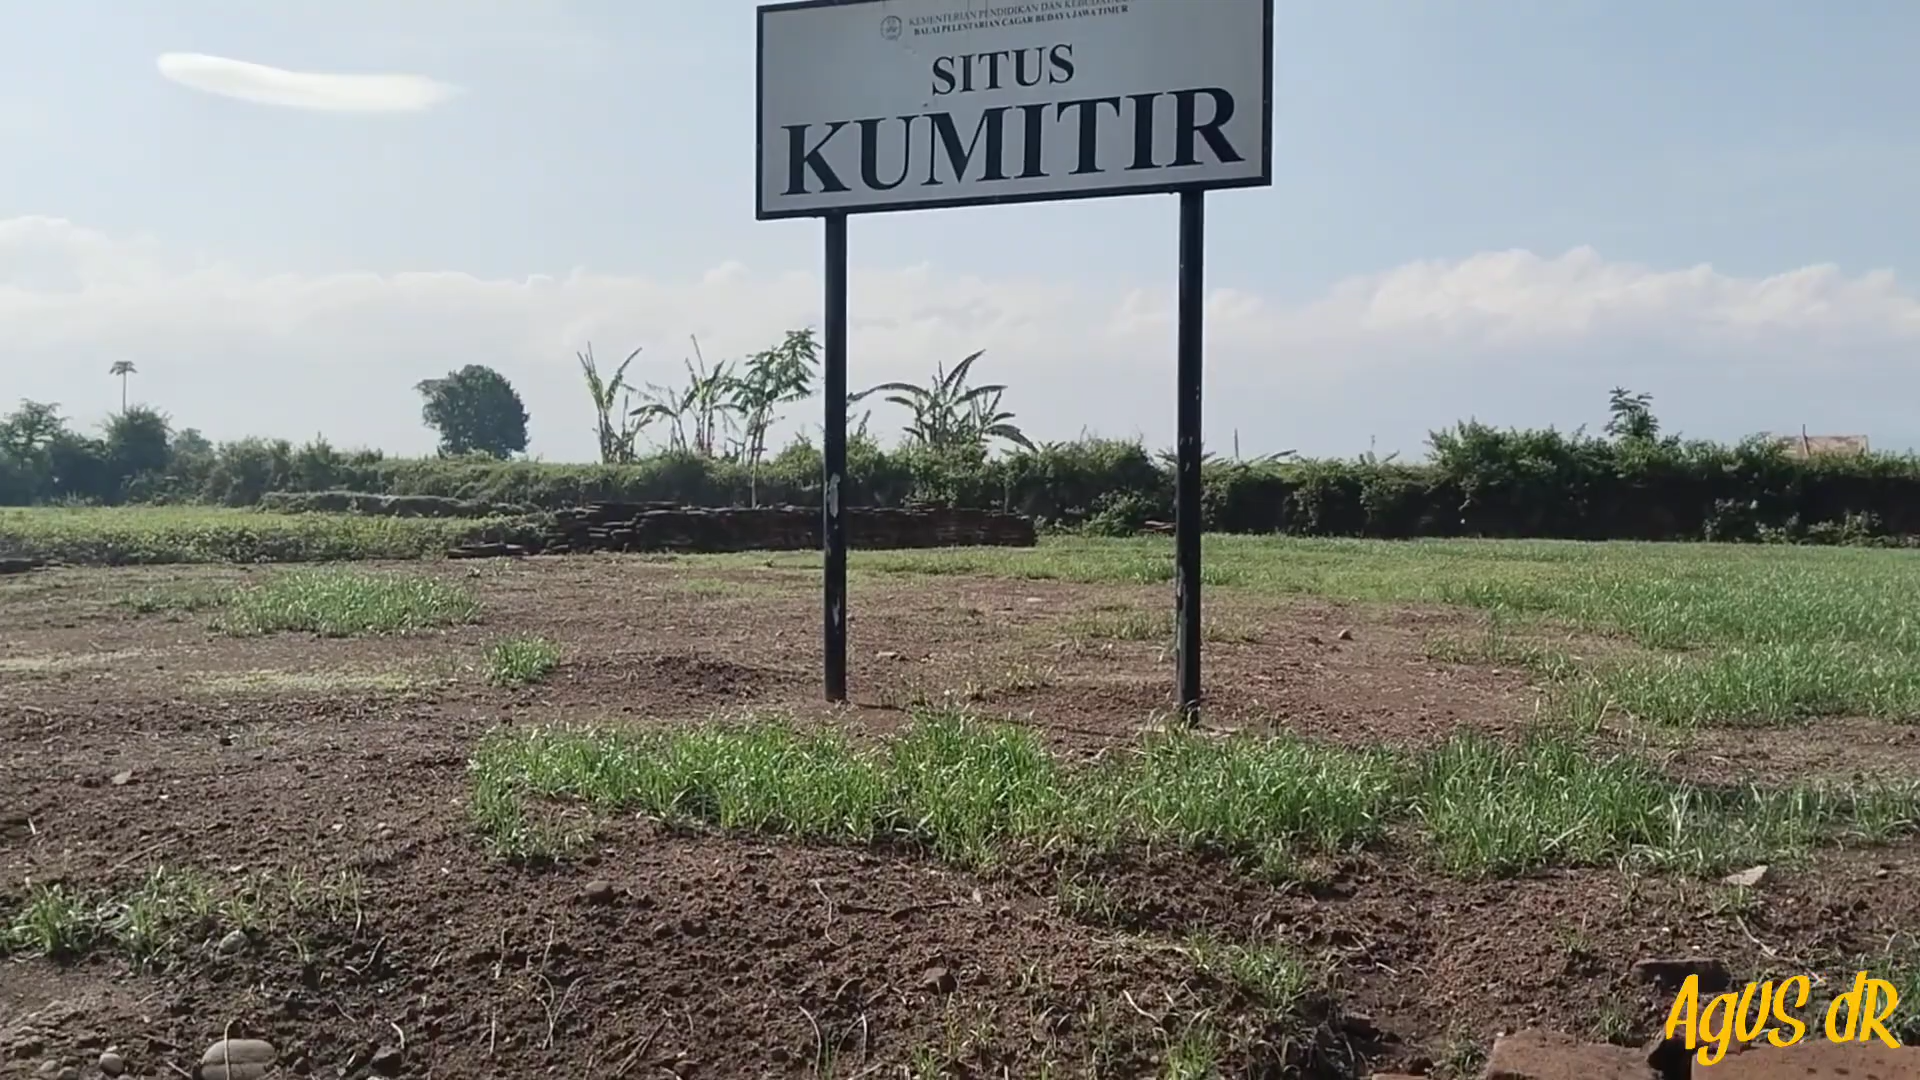 KEMENTERIAN PENDIDIKAN DAN KEBUDAYAAN
BALAI PELESTARIAN CAGAR BUDAYA JAWA TIMUR
SITUS
KUMITIR
AgUS dR